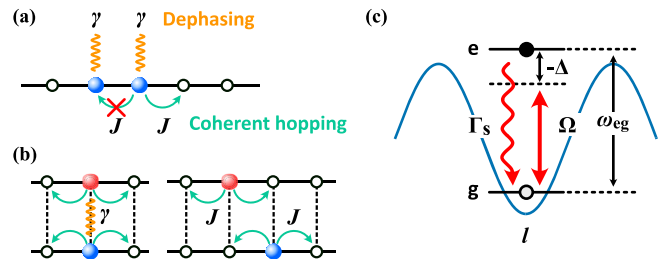 (a)
γ γ Dephasing
J J
Coherent hopping
(b)
γ J J
(c)
e
-Δ
Γs Ω ωeg
g
l